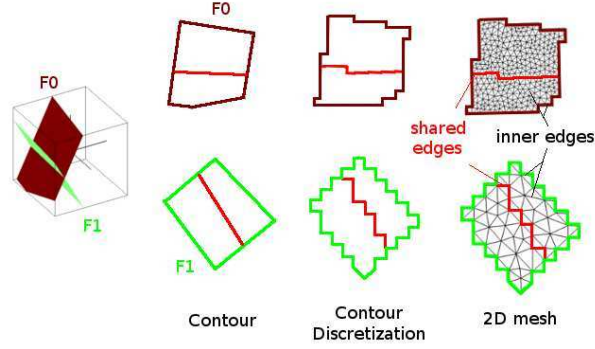 F0
F0
shared
edges
inner edges
F1
F1
Contour
Contour
Discretization
2D mesh